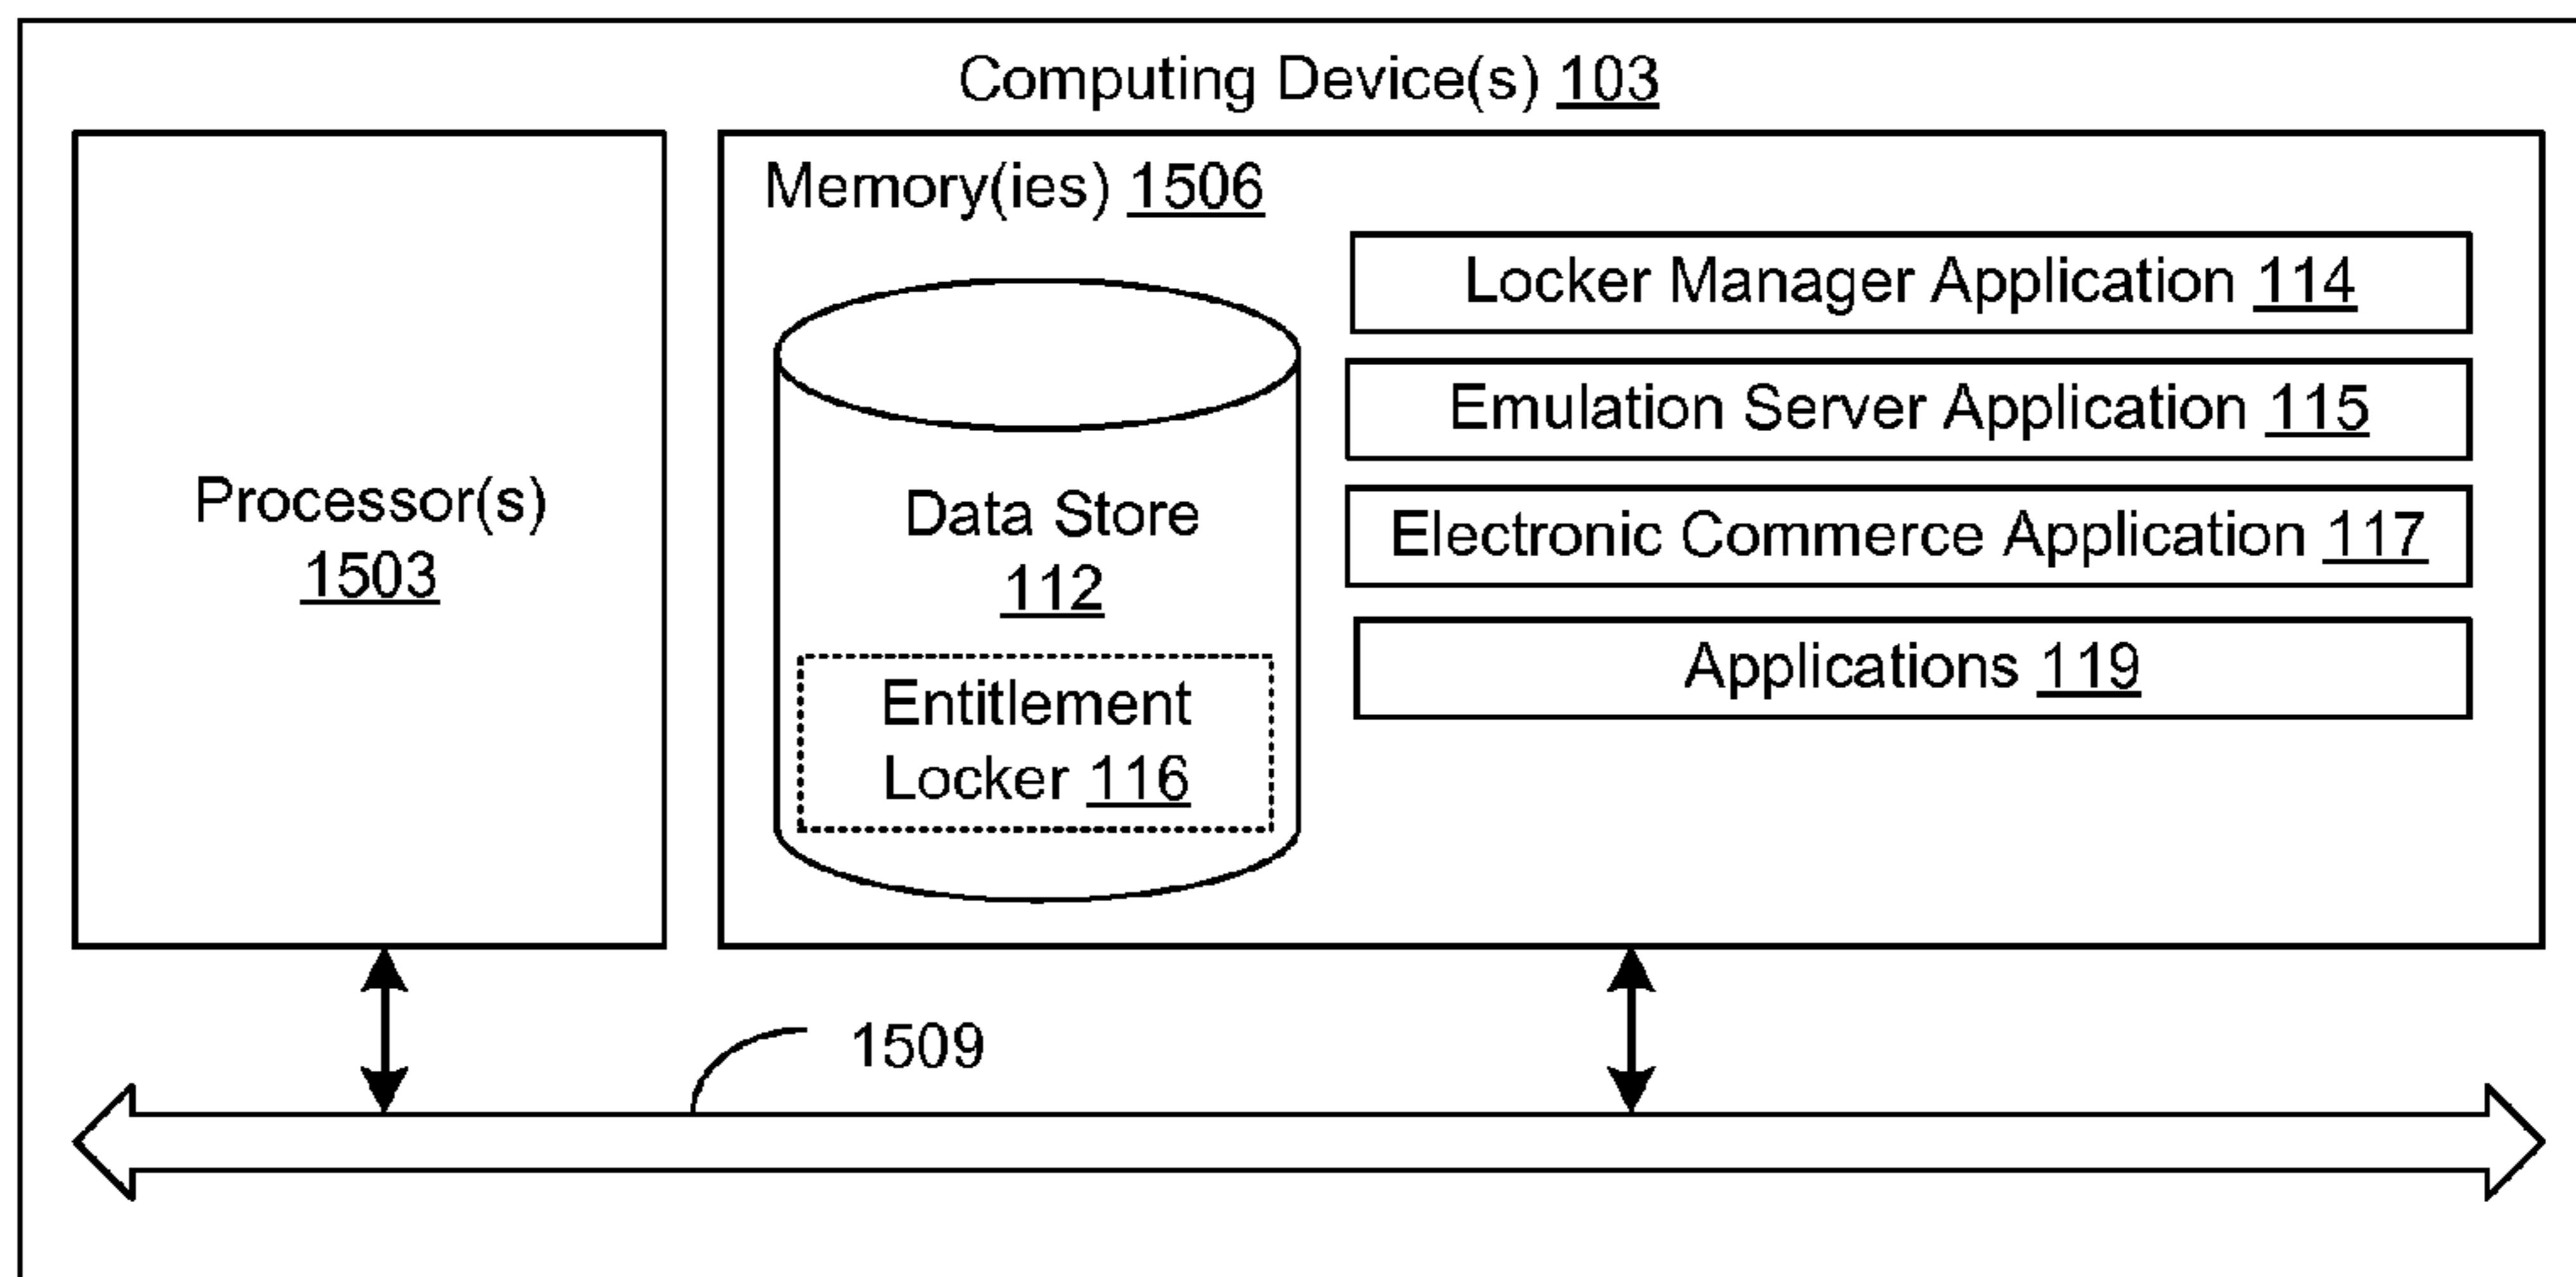 Computing Device(s) 103
Memory(ies) 1506
Processor(s)
1503
Data Store
112
Entitlement
Locker 116
Locker Manager Application 114
Emulation Server Application 115
Electronic Commerce Application 117
Applications 119
1509